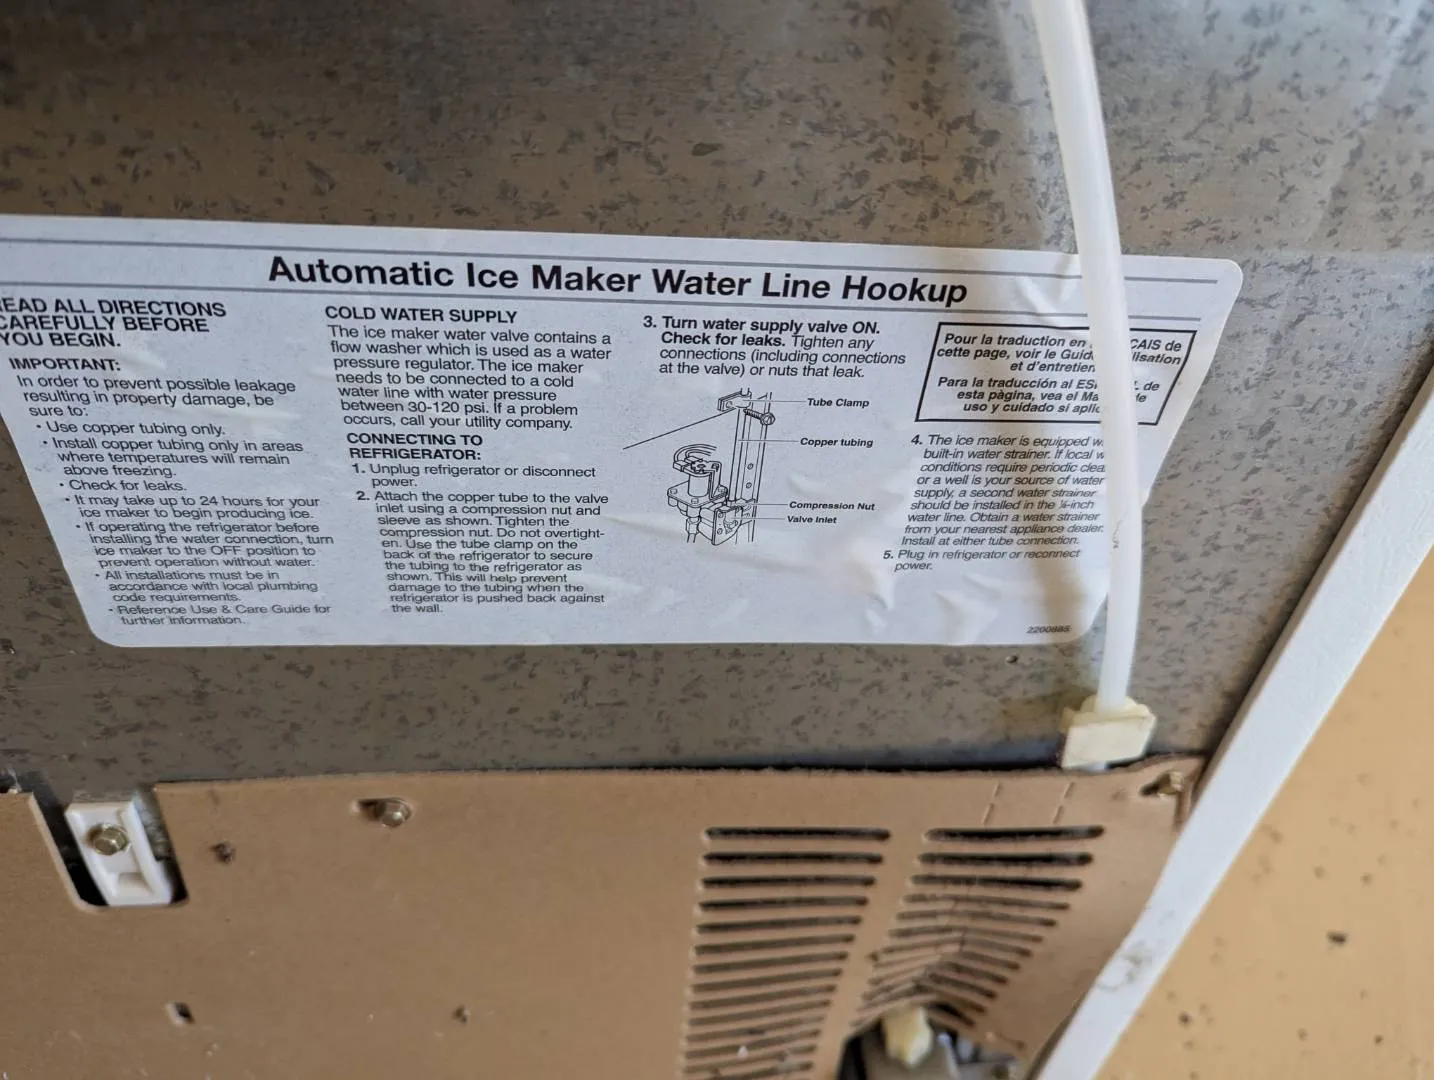 Automatic Ice Maker Water Line Hookup
READ ALL DIRECTIONS
CAREFULLY BEFORE
YOU BEGIN.
IMPORTANT:
In order to prevent possible leakage
resulting in property damage, be
sure to:
• Use copper tubing only.
• Install copper tubing only in areas
where temperatures will remain
above freezing.
• Check for leaks.
• It may take up to 24 hours for your
ice maker to begin producing ice.
• If operating the refrigerator before
installing the water connection, turn
ice maker to the OFF position to
prevent operation without water.
• All installations must be in
accordance with local plumbing
code requirements.
• Reference Use & Care Guide for
further information.
COLD WATER SUPPLY
The ice maker water valve contains a
flow washer which is used as a water
pressure regulator. The ice maker
needs to be connected to a cold
water line with water pressure
between 30-120 psi. If a problem
occurs, call your utility company.
CONNECTING TO
REFRIGERATOR:
1. Unplug refrigerator or disconnect
power.
2. Attach the copper tube to the valve
inlet using a compression nut and
sleeve as shown. Tighten the
compression nut. Do not overtight-
en. Use the tube clamp on the
back of the refrigerator to secure
the tubing to the refrigerator as
shown. This will help prevent
damage to the tubing when the
refrigerator is pushed back against
the wall.
3. Turn water supply valve ON.
Check for leaks. Tighten any
connections (including connections
at the valve) or nuts that leak.
Tube Clamp
Copper tubing
Compression Nut
Valve Inlet
Pour la traduction en CAIS de
cette page, voir le Guid lisation
et d'entretien
Para la traducción al ES de
esta pàgina, vea el Ma de
uso y cuidado si aplic
4. The ice maker is equipped w
built-in water strainer. If local w
conditions require periodic clea
or a well is your source of water
supply, a second water strainer
should be installed in the ¼-inch
water line. Obtain a water strainer
from your nearest appliance dealer.
Install at either tube connection.
5. Plug in refrigerator or reconnect
power.
2200885